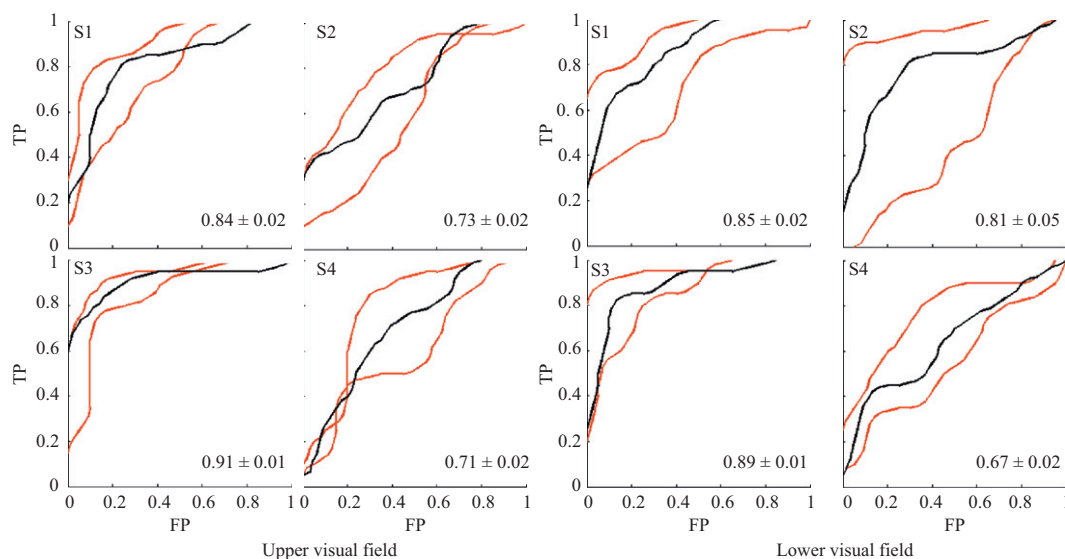 S1
S2
S1
S2
1
0.8
0.6
0.4
0.2
0
TP
0.84 ± 0.02
0.73 ± 0.02
1
0.8
0.6
0.4
0.2
0
TP
0.85 ± 0.02
0.81 ± 0.05
S3
S4
S3
S4
1
0.8
0.6
0.4
0.2
0
TP
0.91 ± 0.01
0.71 ± 0.02
1
0.8
0.6
0.4
0.2
0
TP
0.89 ± 0.01
0.67 ± 0.02
0 0.2 0.4 0.6 0.8 1
0 0.2 0.4 0.6 0.8 1
0 0.2 0.4 0.6 0.8 1
0 0.2 0.4 0.6 0.8 1
FP
FP
Upper visual field
Lower visual field